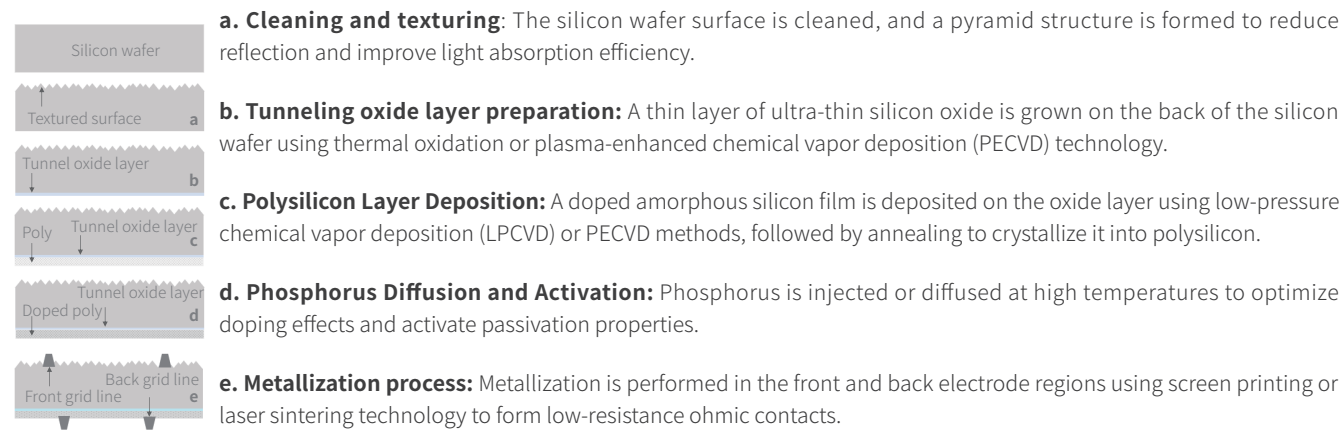 Silicon wafer
Textured surface
a
Tunnel oxide layer
b
Poly
Tunnel oxide layer
c
Tunnel oxide layer
Doped poly
d
Back grid line
Front grid line
e
a. Cleaning and texturing: The silicon wafer surface is cleaned, and a pyramid structure is formed to reduce
reflection and improve light absorption efficiency.
b. Tunneling oxide layer preparation: A thin layer of ultra-thin silicon oxide is grown on the back of the silicon
wafer using thermal oxidation or plasma-enhanced chemical vapor deposition (PECVD) technology.
c. Polysilicon Layer Deposition: A doped amorphous silicon film is deposited on the oxide layer using low-pressure
chemical vapor deposition (LPCVD) or PECVD methods, followed by annealing to crystallize it into polysilicon.
d. Phosphorus Diffusion and Activation: Phosphorus is injected or diffused at high temperatures to optimize
doping effects and activate passivation properties.
e. Metallization process: Metallization is performed in the front and back electrode regions using screen printing or
laser sintering technology to form low-resistance ohmic contacts.